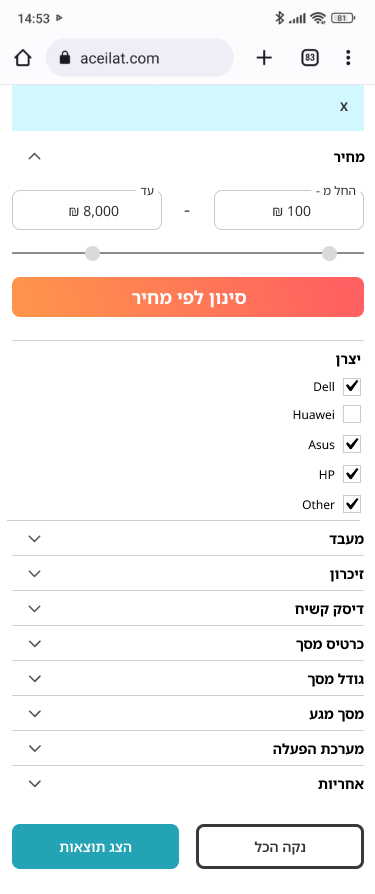 14:53
81
aceilat.com
83
x
מחיר
החל מ -
עד
100 ₪
-
8,000 ₪
סינון לפי מחיר
יצרן
Dell
Huawei
Asus
HP
Other
מעבד
זיכרון
דיסק קשיח
כרטיס מסך
גודל מסך
מסך מגע
מערכת הפעלה
אחריות
נקה הכל
הצג תוצאות